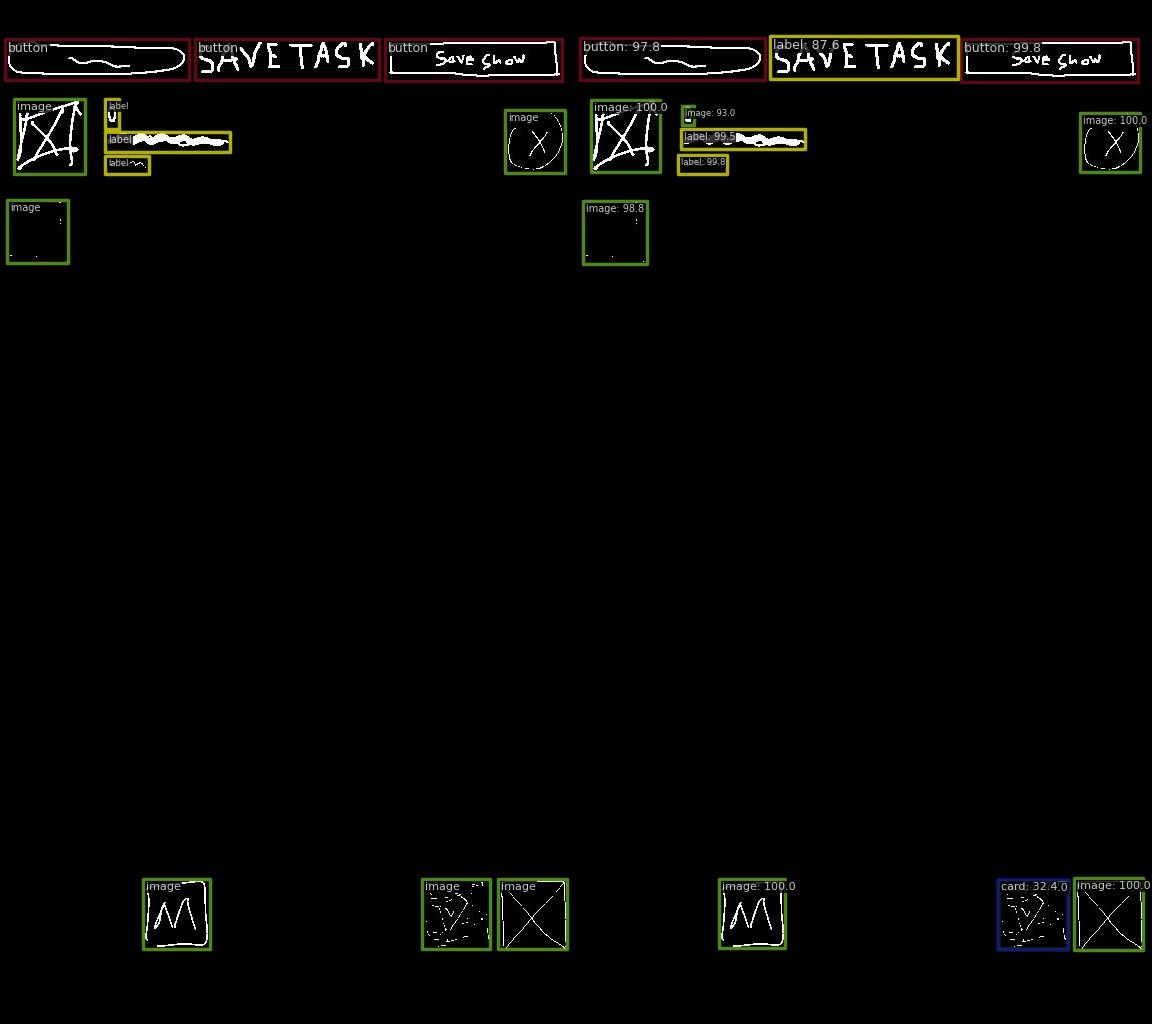 button button SAVE TASK button Save Show button: 97.8 label: 87.6 SAVE TASK button: 99.8 Save Show
image label image image: 100.0 image: 93.0 image: 100.0
label X label: 99.5 X
label label: 99.8
image image: 98.8
image image image image: 100.0 card: 32.4 image: 100.0
M M